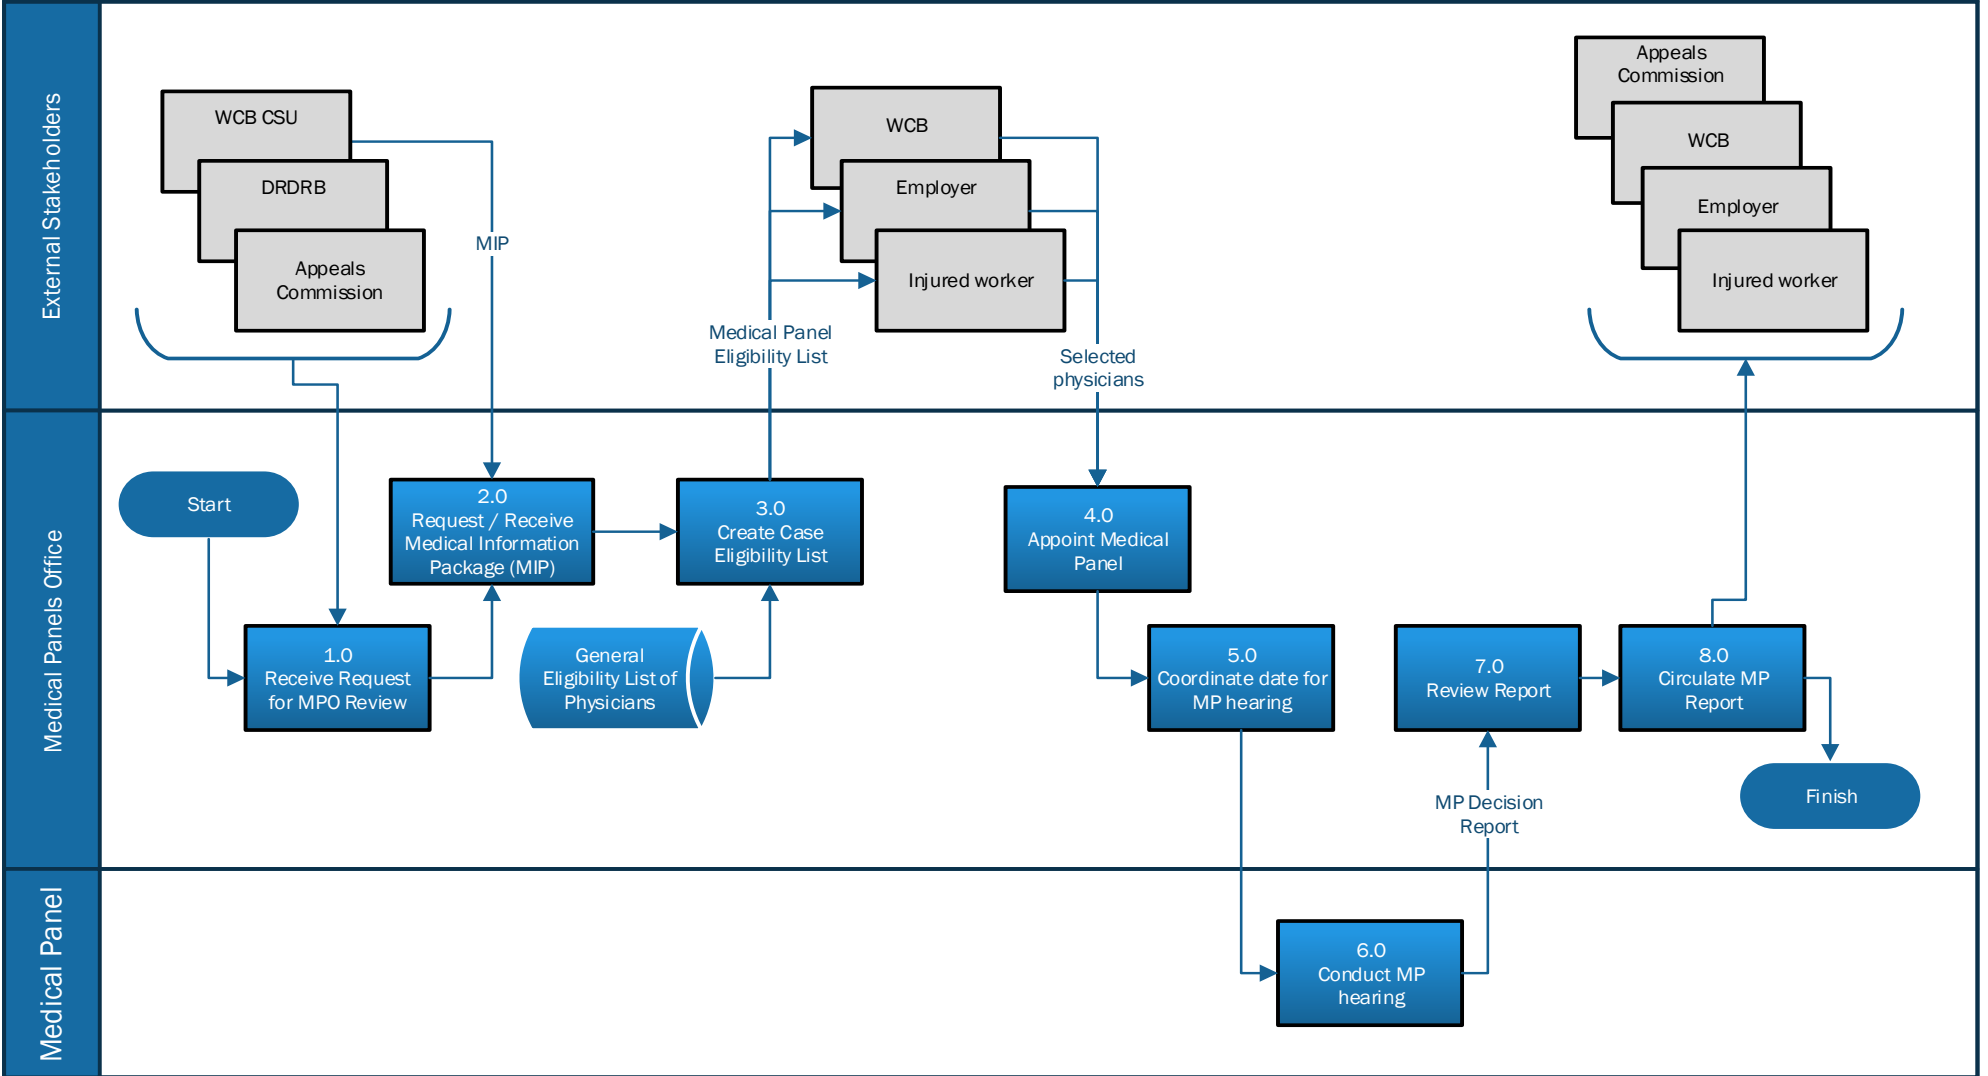 External Stakeholders
WCB CSU
DRDRB
Appeals
Commission
MIP
WCB
Employer
Injured worker
Medical Panel
Eligibility List
Selected
physicians
Appeals
Commission
WCB
Employer
Injured worker
Medical Panels Office
Start
1.0
Receive Request
for MPO Review
2.0
Request / Receive
Medical Information
Package (MIP)
General
Eligibility List of
Physicians
3.0
Create Case
Eligibility List
4.0
Appoint Medical
Panel
5.0
Coordinate date for
MP hearing
7.0
Review Report
MP Decision
Report
8.0
Circulate MP
Report
Finish
Medical Panel
6.0
Conduct MP
hearing